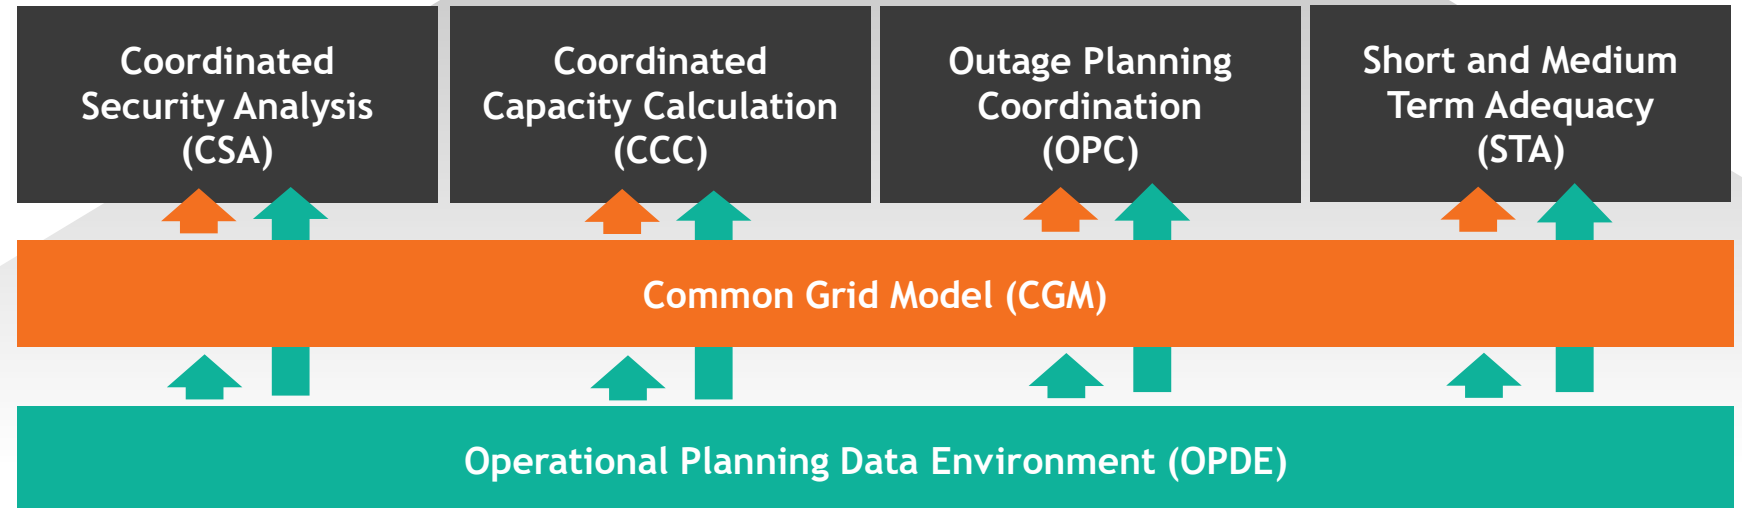 Coordinated
Security Analysis
(CSA)
Coordinated
Capacity Calculation
(CCC)
Outage Planning
Coordination
(OPC)
Short and Medium
Term Adequacy
(STA)
Common Grid Model (CGM)
Operational Planning Data Environment (OPDE)